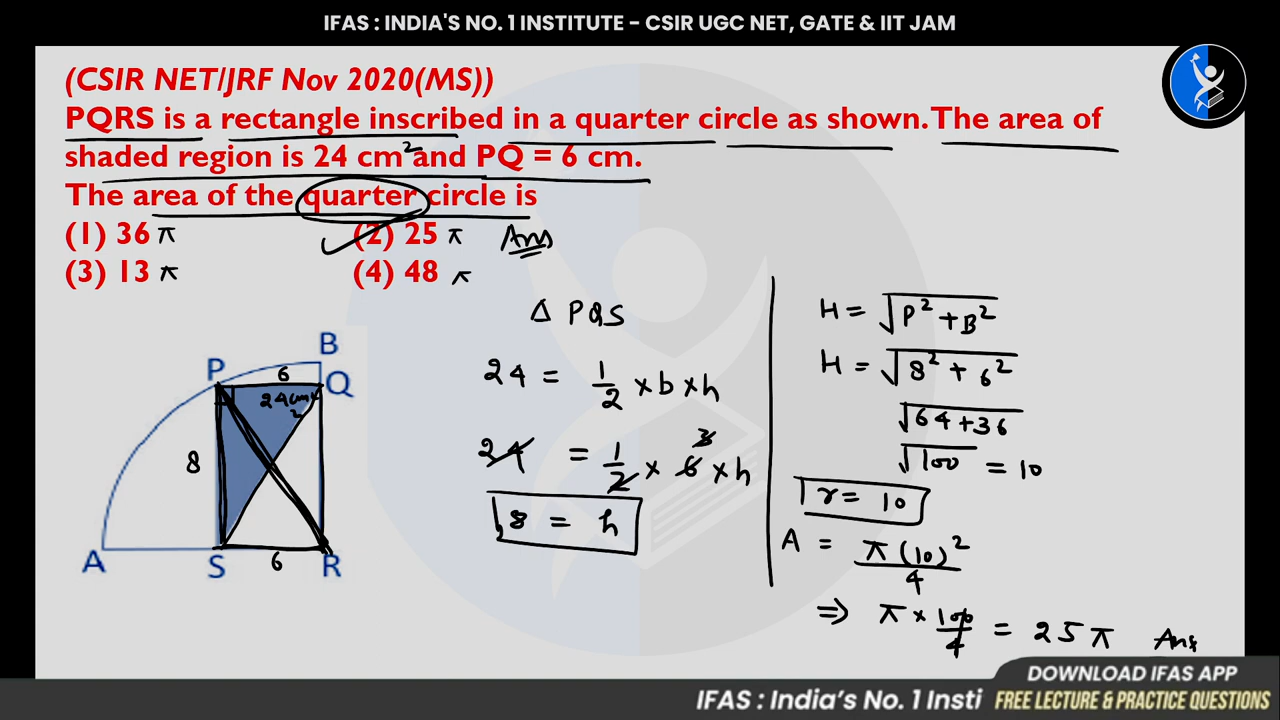 IFAS : INDIA'S NO. 1 INSTITUTE – CSIR UGC NET, GATE & IIT JAM
(CSIR NET/JRF Nov 2020(MS))
PQRS is a rectangle inscribed in a quarter circle as shown. The area of
shaded region is 24 cm² and PQ = 6 cm.
The area of the quarter circle is
(1) 36 π (2) 25 π Ans
(3) 13 π (4) 48 π
B
P
6
Q
24cm²
8
A
S
6
R
Δ PQS
24 = 1/2 × b × h
24 = 1/2 × 6 × h
3
8 = h
H = √P² + B²
H = √8² + 6²
√64 + 36
√100 = 10
r = 10
A = π(10)²/4
⇒ π × 100/4 = 25 π Ans
DOWNLOAD IFAS APP
IFAS : India's No. 1 Insti
FREE LECTURE & PRACTICE QUESTIONS